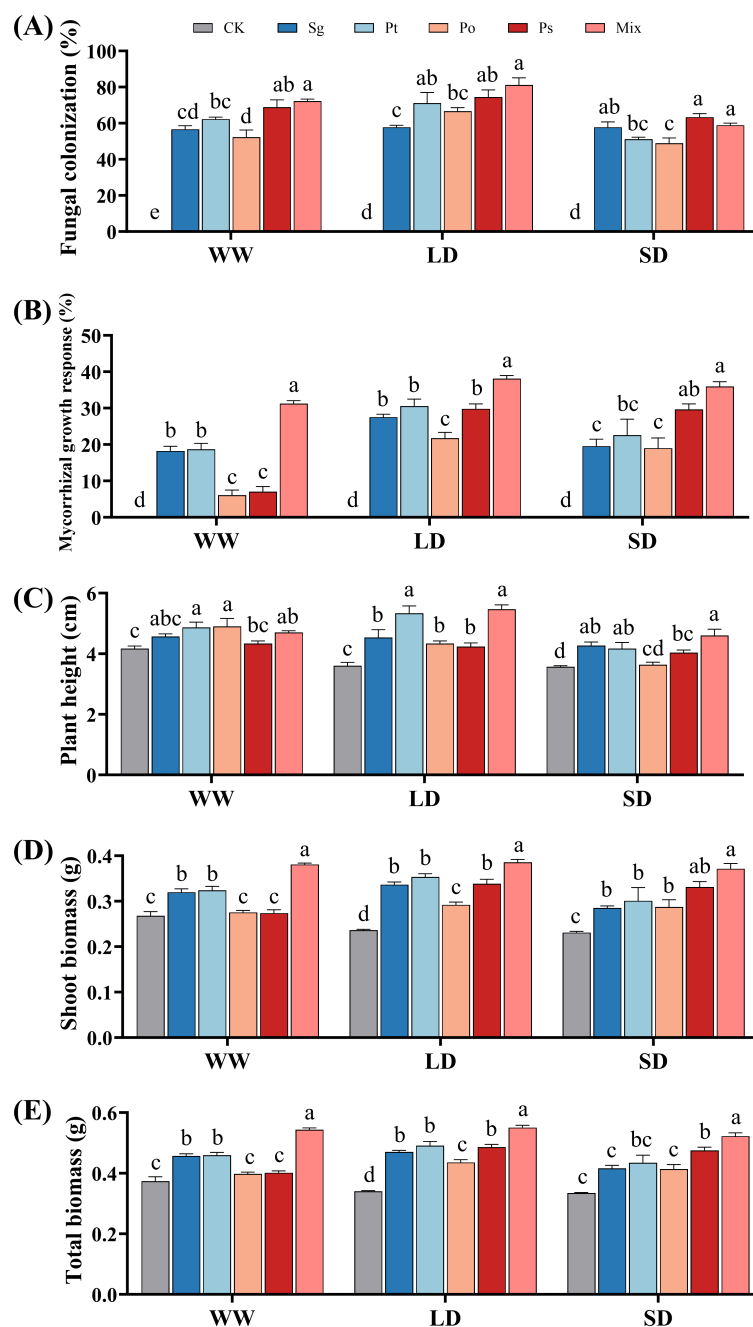 (A)
CK Sg Pt Po Ps Mix
Fungal colonization (%)
100
80
60
40
20
0
e cd bc d ab a
d c ab bc ab a
d ab bc c a a
WW LD SD
(B)
Mycorrhizal growth response (%)
50
40
30
20
10
0
d b b c c a
d b b c b a
d c bc c ab a
WW LD SD
(C)
Plant height (cm)
6
4
2
0
c abc a a bc ab
c b a b b a
d ab ab cd bc a
WW LD SD
(D)
Shoot biomass (g)
0.4
0.3
0.2
0.1
0.0
c b b c c a
d b b c b a
c b b b ab a
WW LD SD
(E)
Total biomass (g)
0.6
0.4
0.2
0.0
c b b c c a
d b b c b a
c c bc c b a
WW LD SD